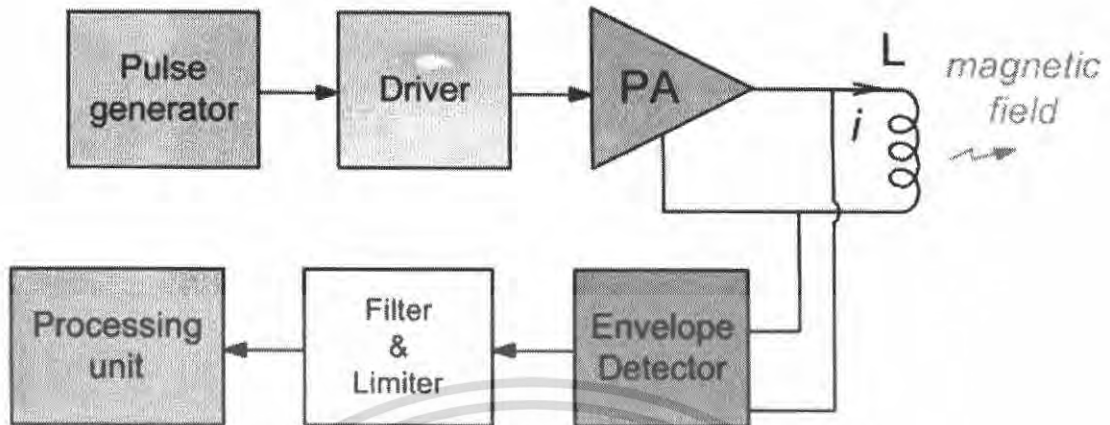 Pulse
generator
Driver
PA
L
i
magnetic
field
Processing
unit
Filter
&
Limiter
Envelope
Detector